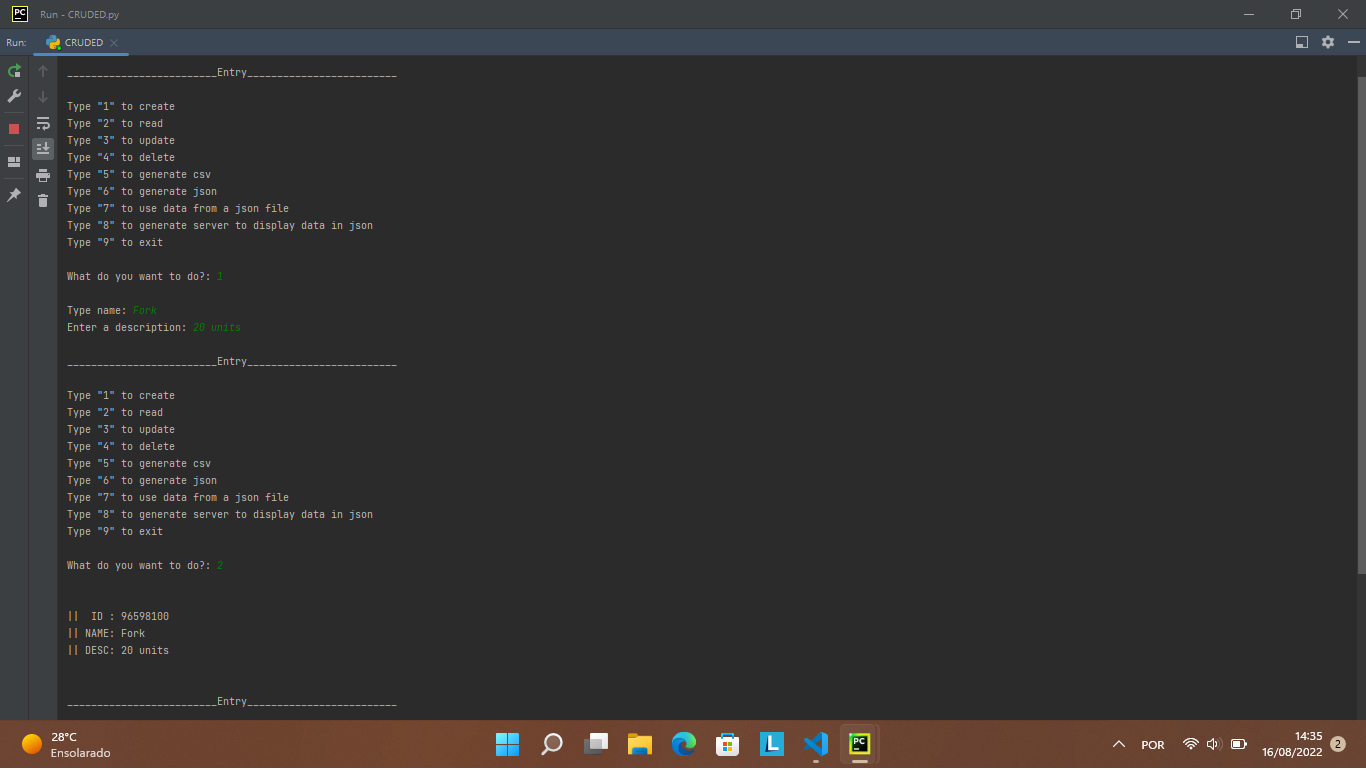 PC Run - CRUDED.py
Run: CRUDED
_________________________Entry_________________________
Type "1" to create
Type "2" to read
Type "3" to update
Type "4" to delete
Type "5" to generate csv
Type "6" to generate json
Type "7" to use data from a json file
Type "8" to generate server to display data in json
Type "9" to exit
What do you want to do?: 1
Type name: Fork
Enter a description: 20 units
_________________________Entry_________________________
Type "1" to create
Type "2" to read
Type "3" to update
Type "4" to delete
Type "5" to generate csv
Type "6" to generate json
Type "7" to use data from a json file
Type "8" to generate server to display data in json
Type "9" to exit
What do you want to do?: 2
||  ID : 96598100
|| NAME: Fork
|| DESC: 20 units
_________________________Entry_________________________
28°C
Ensolarado
L
PC
POR
14:35
16/08/2022
2